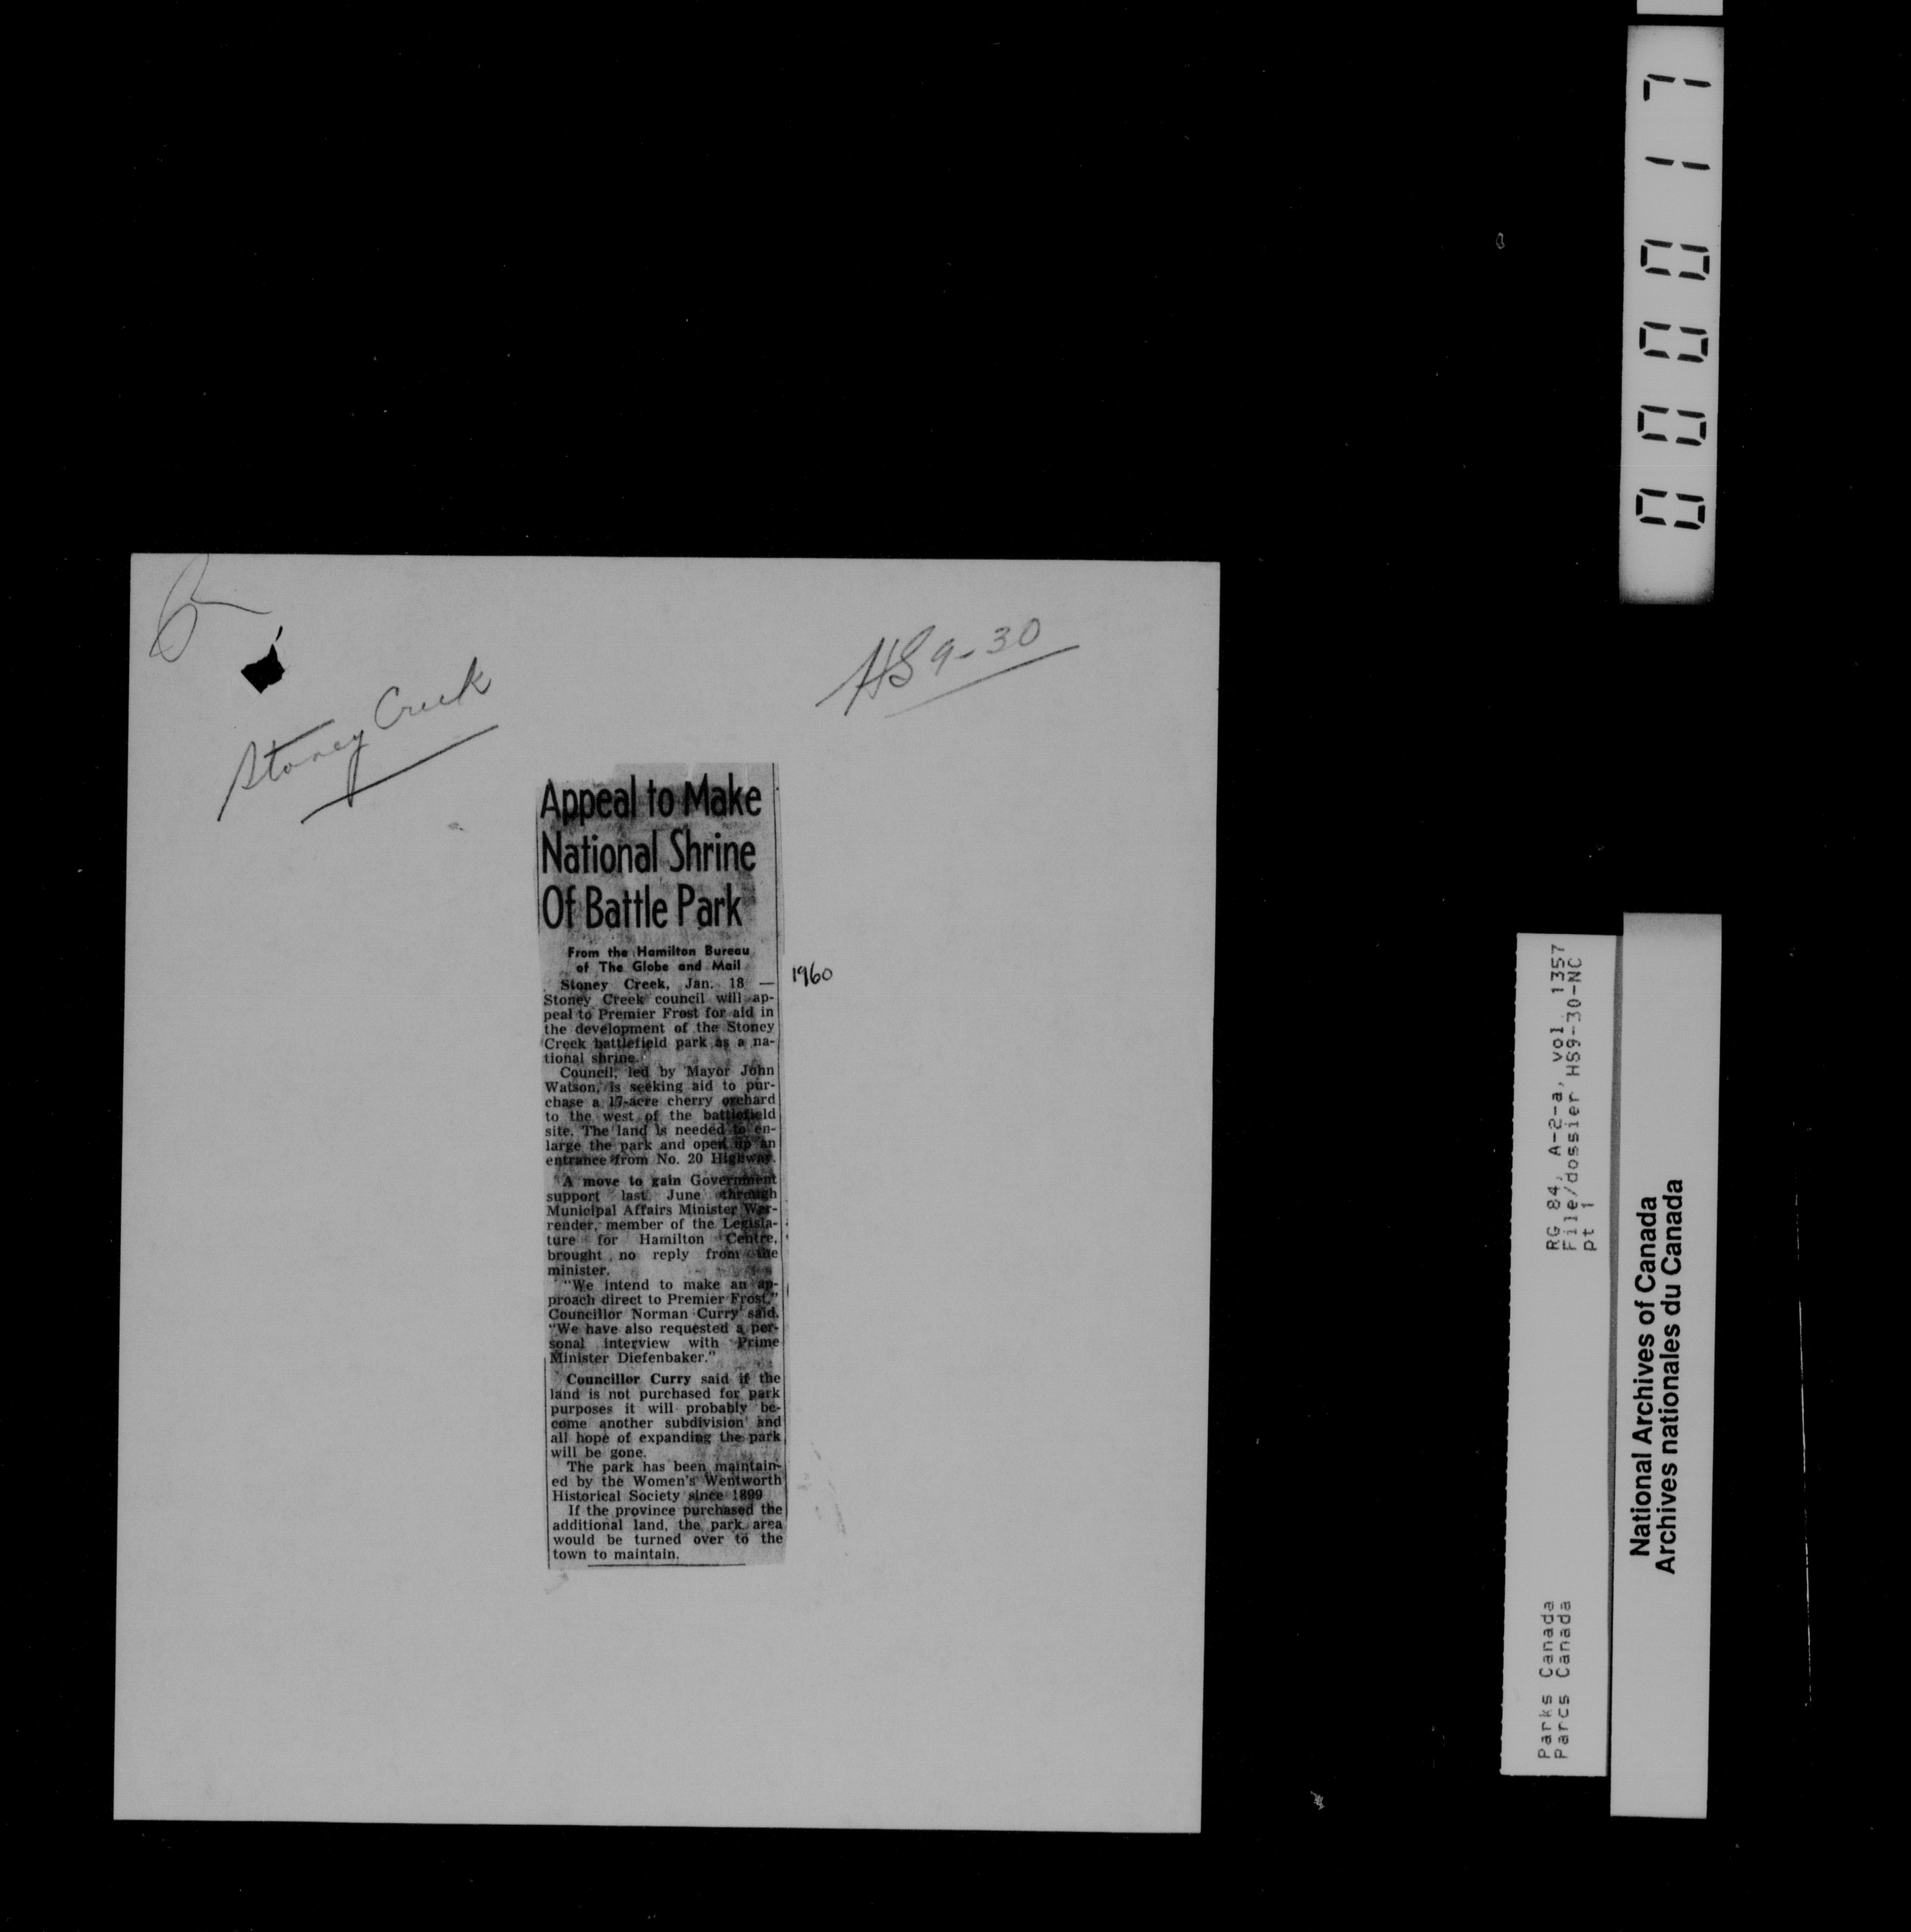 Stoney Creek
HS 9-30
Appeal to Make
National Shrine
Of Battle Park
From the Hamilton Bureau
of The Globe and Mail
1960
Stoney Creek, Jan. 18 —
Stoney Creek council will ap-
peal to Premier Frost for aid in
the development of the Stoney
Creek battlefield park as a na-
tional shrine.
Council, led by Mayor John
Watson, is seeking aid to pur-
chase a 17-acre cherry orchard
to the west of the battlefield
site. The land is needed to en-
large the park and open up an
entrance from No. 20 Highway.
A move to gain Government
support last June through
Municipal Affairs Minister War-
render, member of the Legisla-
ture for Hamilton Centre,
brought no reply from the
minister.
"We intend to make an ap-
proach direct to Premier Frost,"
Councillor Norman Curry said.
"We have also requested a per-
sonal interview with Prime
Minister Diefenbaker."
Councillor Curry said if the
land is not purchased for park
purposes it will probably be-
come another subdivision and
all hope of expanding the park
will be gone.
The park has been maintain-
ed by the Women's Wentworth
Historical Society since 1899
If the province purchased the
additional land, the park area
would be turned over to the
town to maintain.
000017
Parks Canada
Parcs Canada
RG 84, A-2-a, vol. 1357
File/dossier HS9-30-NC
pt 1
National Archives of Canada
Archives nationales du Canada